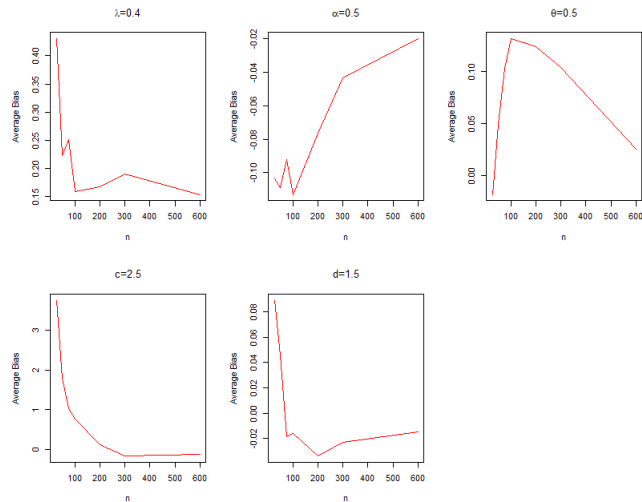 λ=0.4
Average Bias
0.15 0.20 0.25 0.30 0.35 0.40
100 200 300 400 500 600
n
α=0.5
Average Bias
-0.10 -0.08 -0.06 -0.04 -0.02
100 200 300 400 500 600
n
θ=0.5
Average Bias
0.00 0.05 0.10
100 200 300 400 500 600
n
c=2.5
Average Bias
0 1 2 3
100 200 300 400 500 600
n
d=1.5
Average Bias
-0.02 0.00 0.02 0.04 0.06 0.08
100 200 300 400 500 600
n